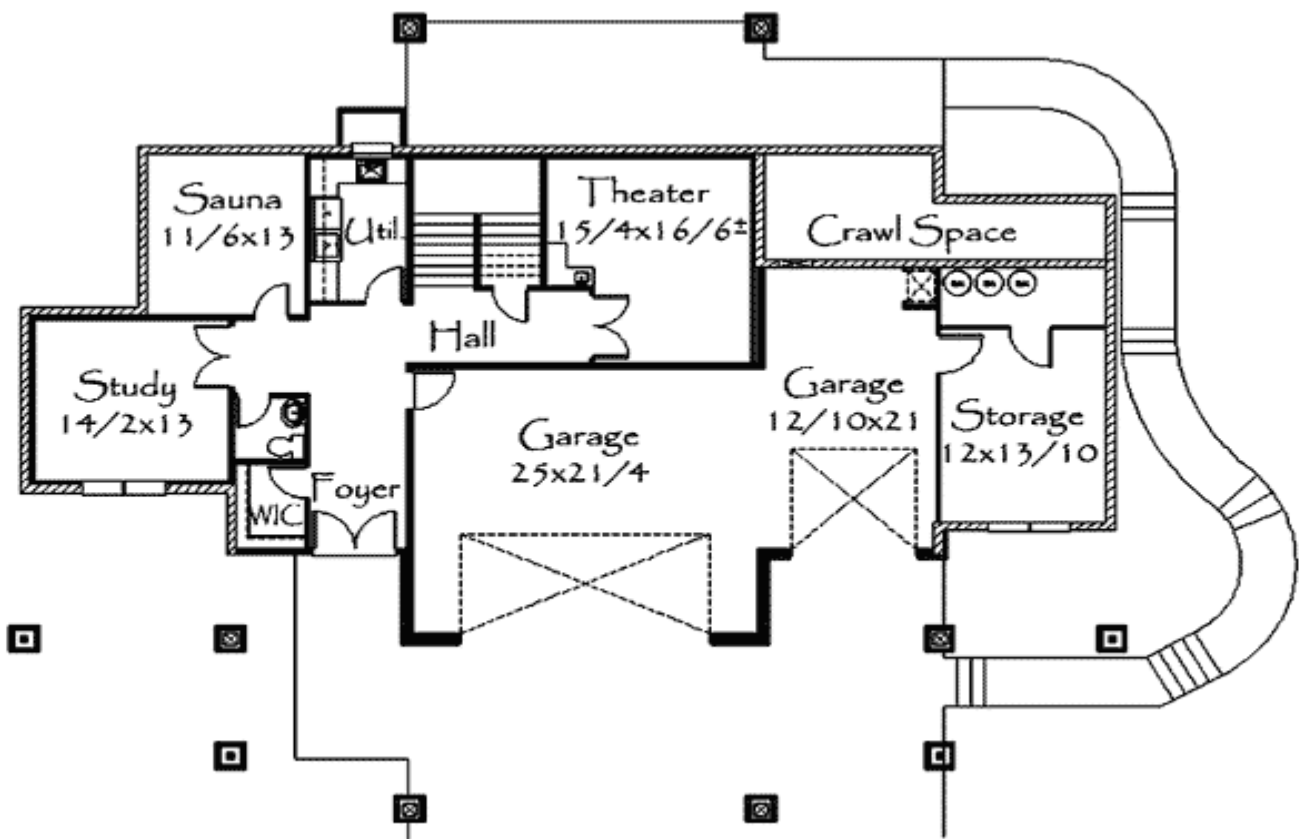 Sauna
11/6x13
Util.
Theater
15/4x16/6±
Crawl Space
Hall
Study
14/2x13
Garage
25x21/4
Garage
12/10x21
Storage
12x13/10
Foyer
WIC